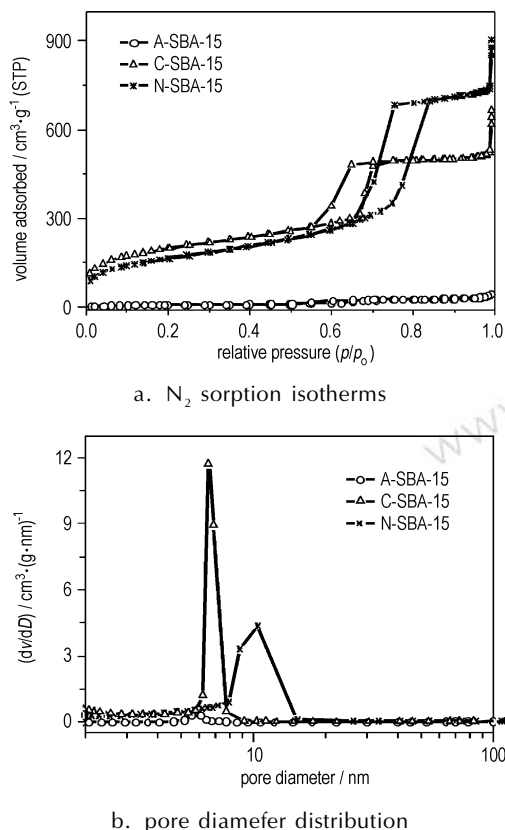 A-SBA-15
C-SBA-15
N-SBA-15
volume adsorbed / cm³•g⁻¹ (STP)
900
600
300
0
0.0 0.2 0.4 0.6 0.8 1.0
relative pressure (p/p₀)
a. N₂ sorption isotherms
A-SBA-15
C-SBA-15
N-SBA-15
(dv/dD) / cm³•(g•nm)⁻¹
12
9
6
3
0
10 100
pore diameter / nm
b. pore diamefer distribution